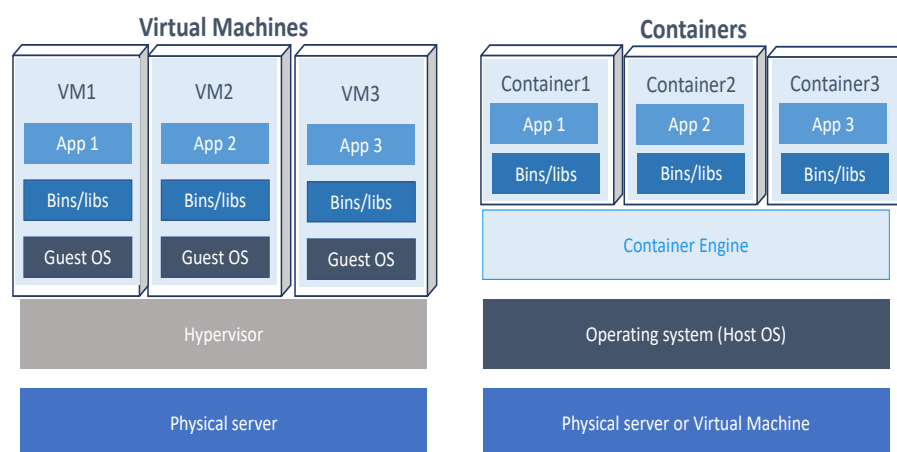 Virtual Machines
VM1
App 1
Bins/libs
Guest OS
VM2
App 2
Bins/libs
Guest OS
VM3
App 3
Bins/libs
Guest OS
Hypervisor
Physical server
Containers
Container1
App 1
Bins/libs
Container2
App 2
Bins/libs
Container3
App 3
Bins/libs
Container Engine
Operating system (Host OS)
Physical server or Virtual Machine